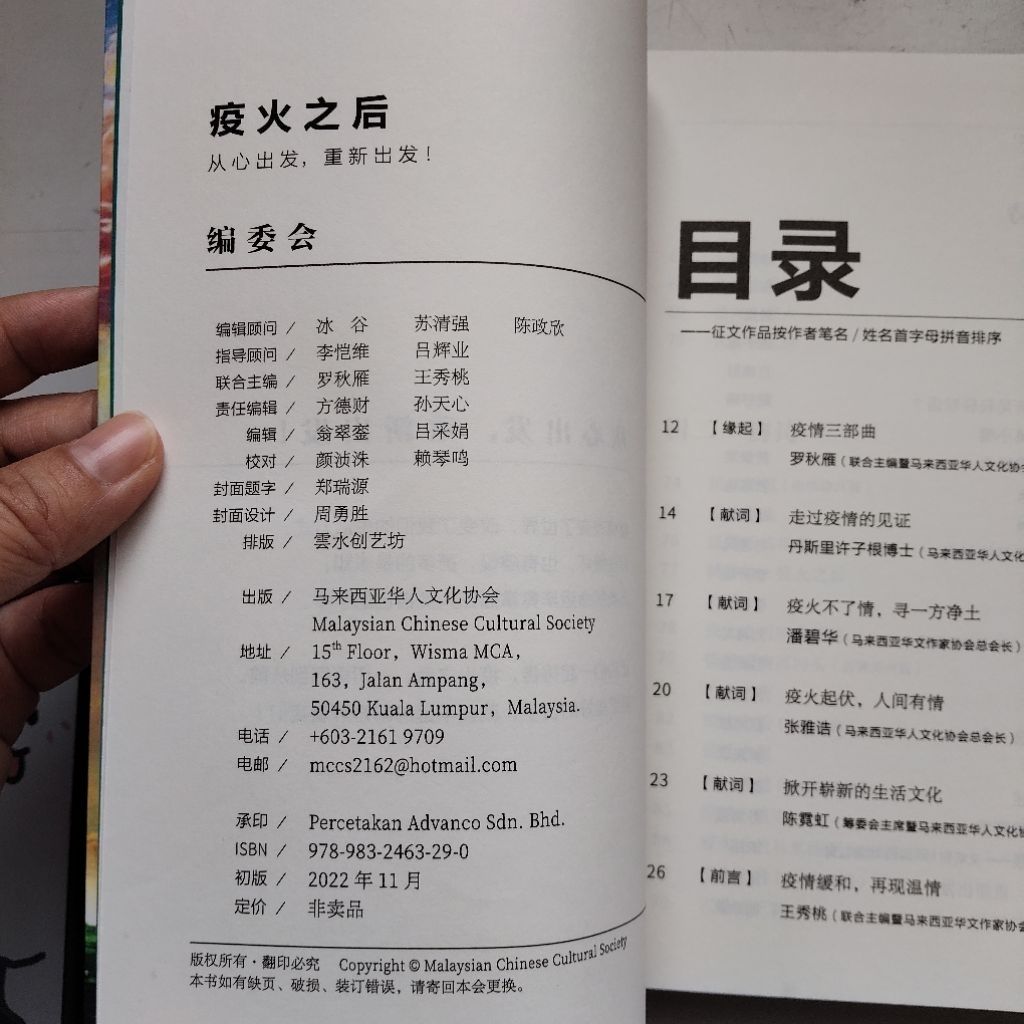 疫火之后
从心出发，重新出发！
编委会
编辑顾问 / 冰 谷 苏清强 陈政欣
指导顾问 / 李恺维 吕辉业
联合主编 / 罗秋雁 王秀桃
责任编辑 / 方德财 孙天心
编辑 / 翁翠銮 吕采娟
校对 / 颜浈洙 赖琴鸣
封面题字 / 郑瑞源
封面设计 / 周勇胜
排版 / 雲水创艺坊
出版 / 马来西亚华人文化协会
Malaysian Chinese Cultural Society
地址 / 15th Floor，Wisma MCA，
163，Jalan Ampang，
50450 Kuala Lumpur，Malaysia.
电话 / +603-2161 9709
电邮 / mccs2162@hotmail.com
承印 / Percetakan Advanco Sdn. Bhd.
ISBN / 978-983-2463-29-0
初版 / 2022 年 11 月
定价 / 非卖品
版权所有·翻印必究 Copyright © Malaysian Chinese Cultural Society
本书如有缺页、破损、装订错误，请寄回本会更换。
目录
——征文作品按作者笔名 / 姓名首字母拼音排序
12 【缘起】 疫情三部曲
罗秋雁（联合主编暨马来西亚华人文化协会
14 【献词】 走过疫情的见证
丹斯里许子根博士（马来西亚华人文化
17 【献词】 疫火不了情，寻一方净土
潘碧华（马来西亚华文作家协会总会长）
20 【献词】 疫火起伏，人间有情
张雅诰（马来西亚华人文化协会总会长）
23 【献词】 掀开崭新的生活文化
陈霓虹（筹委会主席暨马来西亚华人文化协
26 【前言】 疫情缓和，再现温情
王秀桃（联合主编暨马来西亚华文作家协会